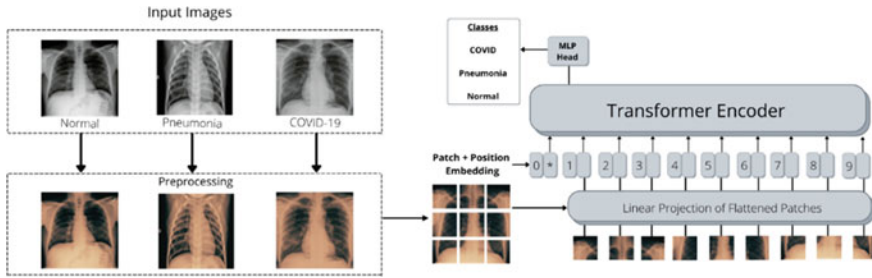 Input Images
Normal
Pneumonia
COVID-19
Preprocessing
Classes
COVID
Pneumonia
Normal
MLP
Head
Transformer Encoder
Patch + Position
Embedding
0 * 1 2 3 4 5 6 7 8 9
Linear Projection of Flattened Patches